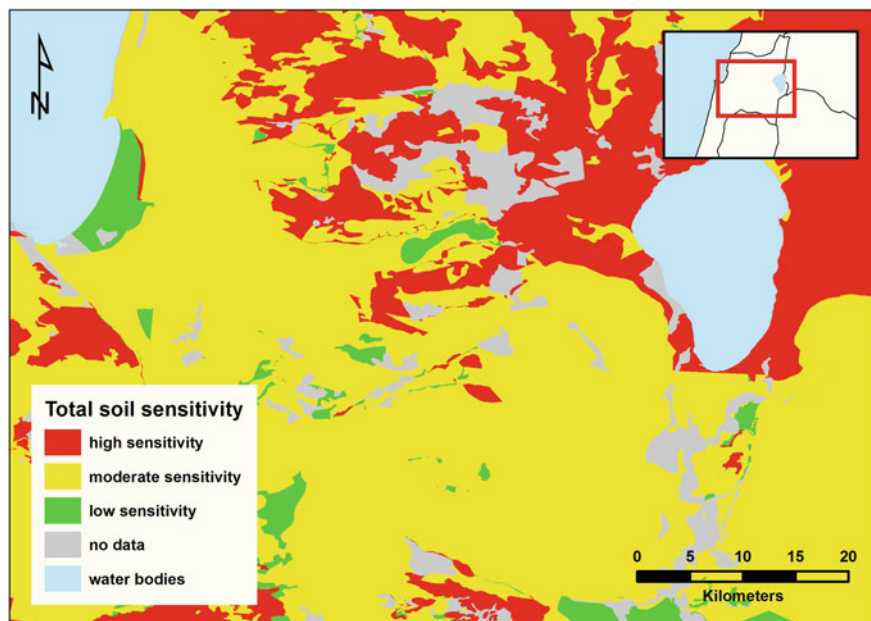 N
Total soil sensitivity
high sensitivity
moderate sensitivity
low sensitivity
no data
water bodies
0 5 10 15 20
Kilometers